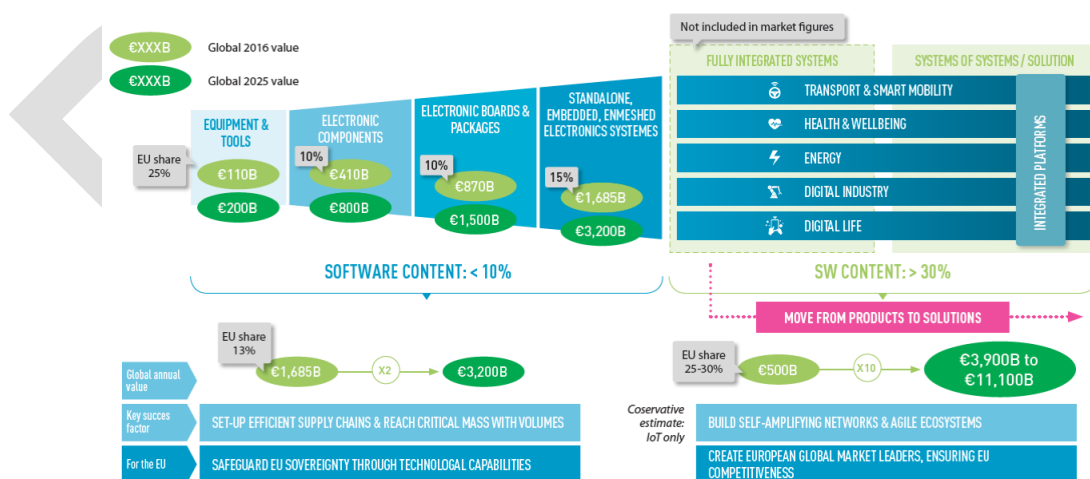 Not included in market figures
€XXXB
Global 2016 value
€XXXB
Global 2025 value
FULLY INTEGRATED SYSTEMS
SYSTEMS OF SYSTEMS / SOLUTION
EQUIPMENT &
TOOLS
ELECTRONIC
COMPONENTS
ELECTRONIC BOARDS &
PACKAGES
STANDALONE,
EMBEDDED, ENMESHED
ELECTRONICS SYSTEMES
EU share
25%
€110B
€200B
10%
€410B
€800B
10%
€870B
€1,500B
15%
€1,685B
€3,200B
TRANSPORT & SMART MOBILITY
HEALTH & WELLBEING
ENERGY
DIGITAL INDUSTRY
DIGITAL LIFE
INTEGRATED PLATFORMS
SOFTWARE CONTENT: < 10%
SW CONTENT: > 30%
MOVE FROM PRODUCTS TO SOLUTIONS
Global annual
value
EU share
13%
€1,685B
X2
€3,200B
EU share
25-30%
€500B
X10
€3,900B to
€11,100B
Key succes
factor
SET-UP EFFICIENT SUPPLY CHAINS & REACH CRITICAL MASS WITH VOLUMES
Coservative
estimate:
IoT only
BUILD SELF-AMPLIFYING NETWORKS & AGILE ECOSYSTEMS
For the EU
SAFEGUARD EU SOVEREIGNTY THROUGH TECHNOLOGAL CAPABILITIES
CREATE EUROPEAN GLOBAL MARKET LEADERS, ENSURING EU
COMPETITIVENESS